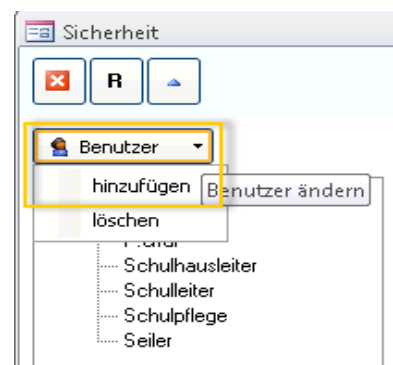 Sicherheit
R
Benutzer
hinzufügen
Benutzer ändern
löschen
Schulhausleiter
Schulleiter
Schulpflege
Seiler